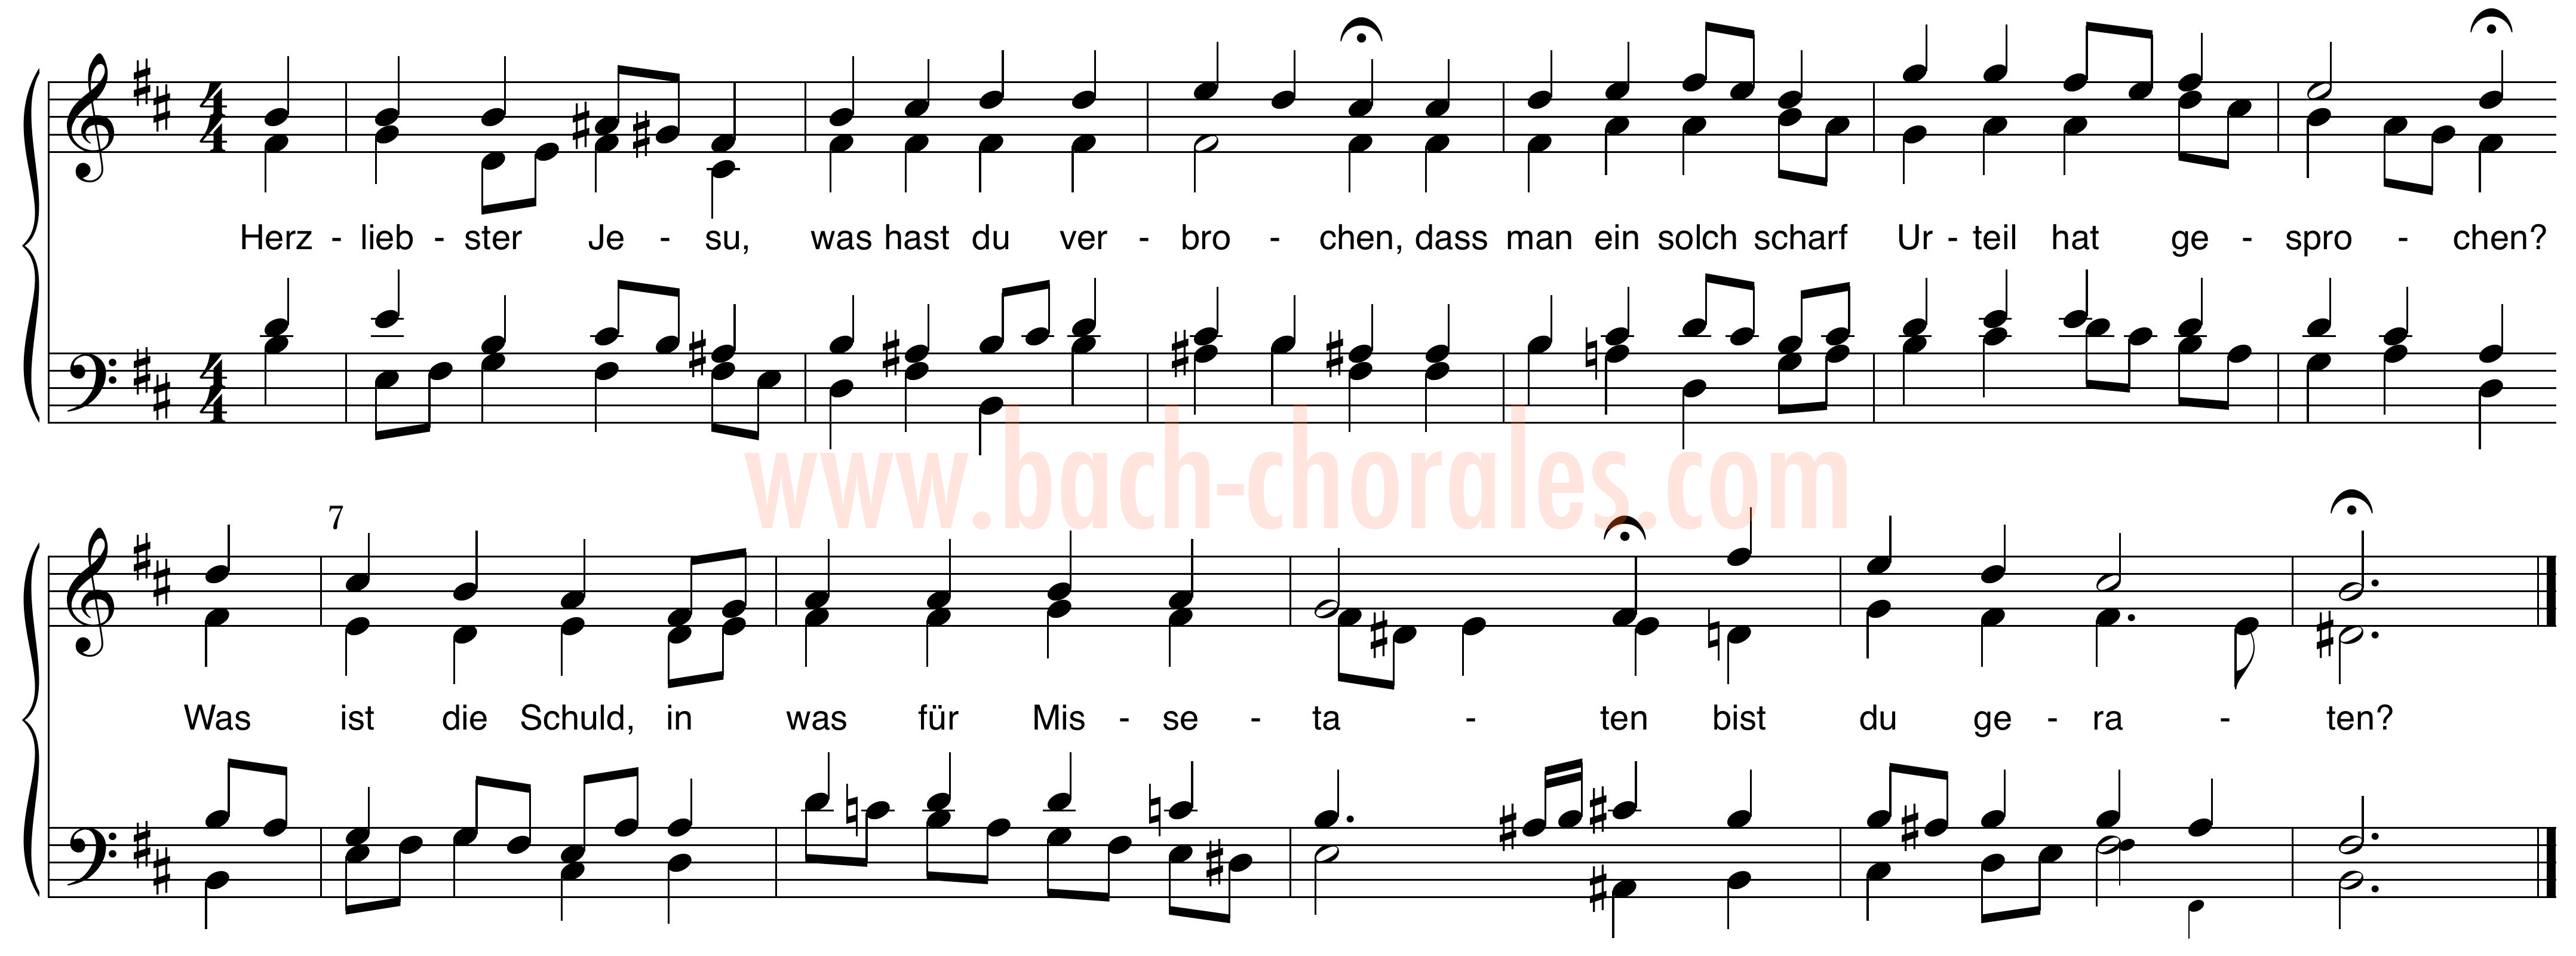 Herz - lieb - ster Je - su, was hast du ver - bro - chen, dass man ein solch scharf Ur - teil hat ge - spro - chen?
www.bach-chorales.com
7
Was ist die Schuld, in was für Mis - se - ta - ten bist du ge - ra - ten?